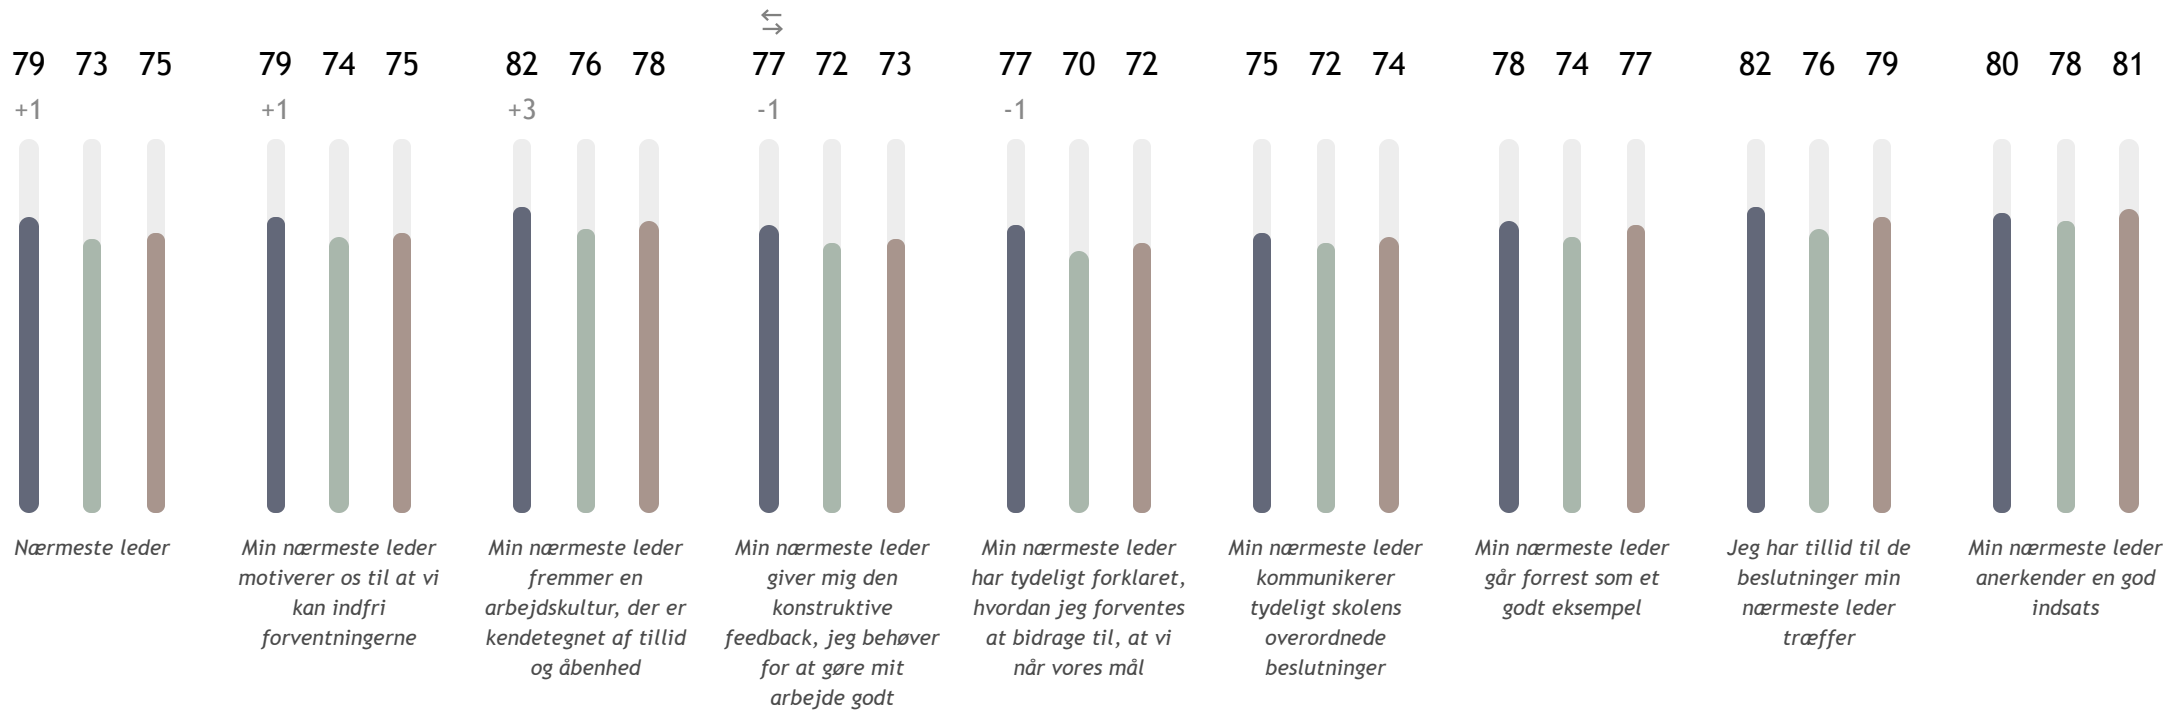 79 73 75 79 74 75 82 76 78 77 72 73 77 70 72 75 72 74 78 74 77 82 76 79 80 78 81
+1 +1 +3 -1 -1
Nærmeste leder
Min nærmeste leder
motiverer os til at vi
kan indfri
forventningerne
Min nærmeste leder
fremmer en
arbejdskultur, der er
kendetegnet af tillid
og åbenhed
Min nærmeste leder
giver mig den
konstruktive
feedback, jeg behøver
for at gøre mit
arbejde godt
Min nærmeste leder
har tydeligt forklaret,
hvordan jeg forventes
at bidrage til, at vi
når vores mål
Min nærmeste leder
kommunikerer
tydeligt skolens
overordnede
beslutninger
Min nærmeste leder
går forrest som et
godt eksempel
Jeg har tillid til de
beslutninger min
nærmeste leder
træffer
Min nærmeste leder
anerkender en god
indsats